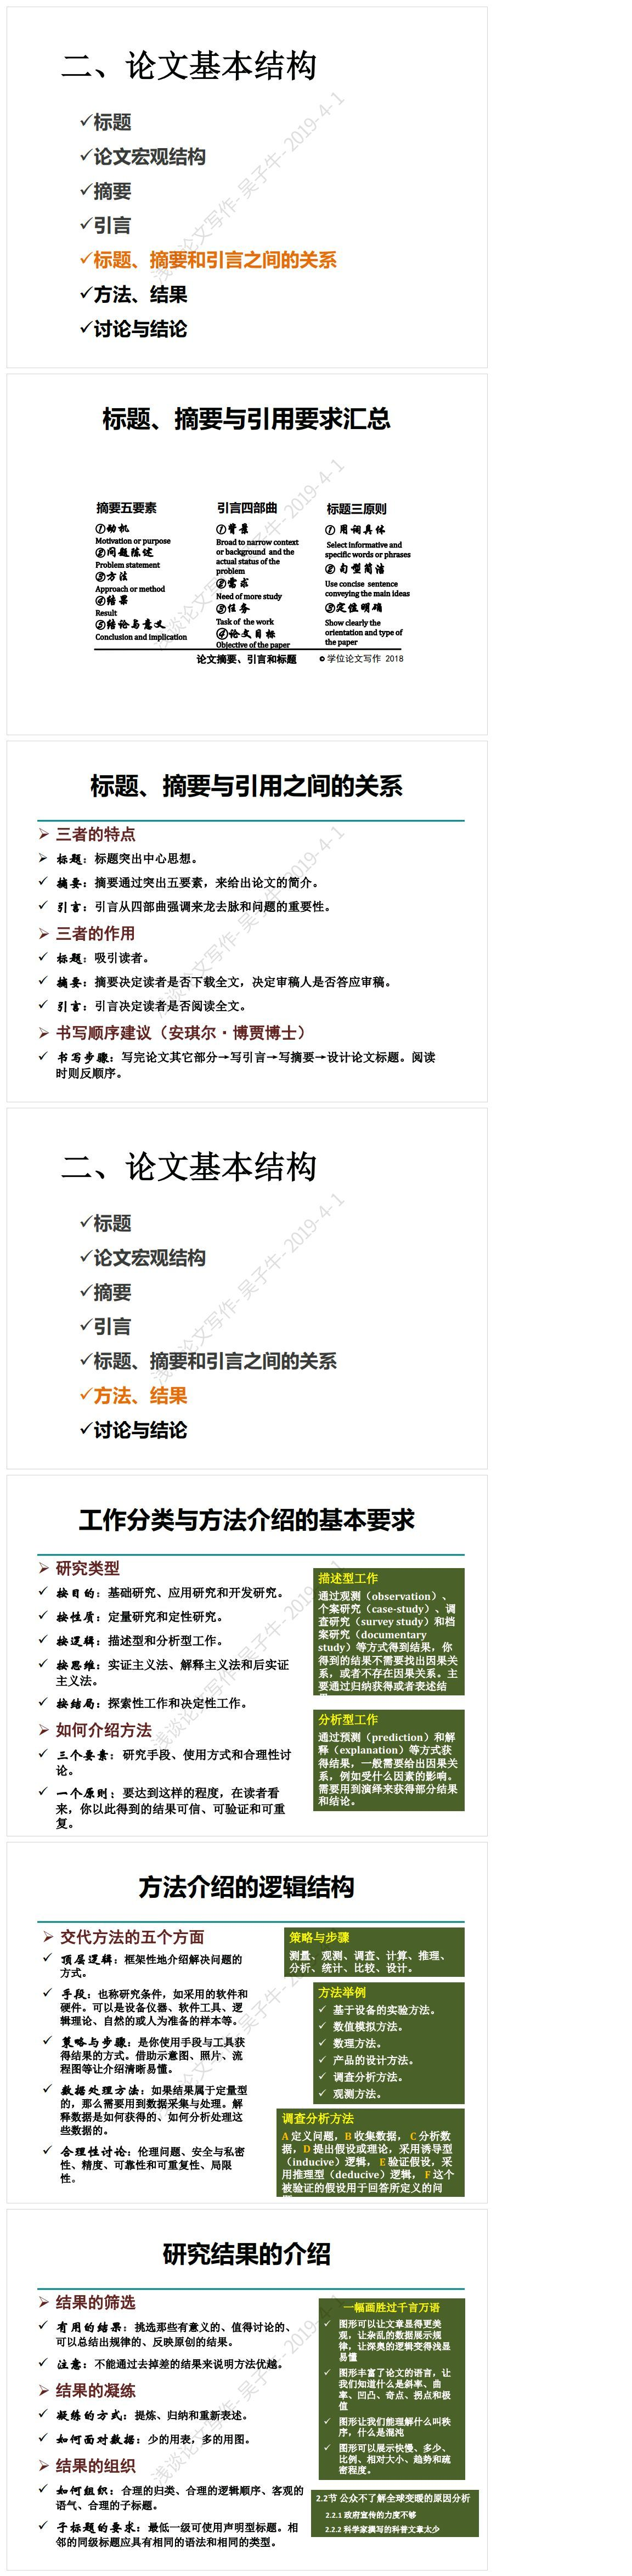 二、论文基本结构
✓标题
✓论文宏观结构
✓摘要
✓引言
✓标题、摘要和引言之间的关系
✓方法、结果
✓讨论与结论
浅谈论文写作-吴子牛-2019-4-1
标题、摘要与引用要求汇总
摘要五要素
①动机
Motivation or purpose
②问题陈述
Problem statement
③方法
Approach or method
④结果
Result
⑤结论与意义
Conclusion and implication
引言四部曲
①背景
Broad to narrow context
or background and the
actual status of the
problem
②需求
Need of more study
③任务
Task of the work
④论文目标
Objective of the paper
标题三原则
① 用词具体
Select informative and
specific words or phrases
② 句型简洁
Use concise sentence
conveying the main ideas
③定位明确
Show clearly the
orientation and type of
the paper
论文摘要、引言和标题
© 学位论文写作 2018
浅谈论文写作-吴子牛-2019-4-1
标题、摘要与引用之间的关系
➢ 三者的特点
➢ 标题：标题突出中心思想。
✓ 摘要：摘要通过突出五要素，来给出论文的简介。
✓ 引言：引言从四部曲强调来龙去脉和问题的重要性。
➢ 三者的作用
✓ 标题：吸引读者。
✓ 摘要：摘要决定读者是否下载全文，决定审稿人是否答应审稿。
✓ 引言：引言决定读者是否阅读全文。
➢ 书写顺序建议（安琪尔·博贾博士）
✓ 书写步骤：写完论文其它部分→写引言→写摘要→设计论文标题。阅读
时则反顺序。
浅谈论文写作-吴子牛-2019-4-1
二、论文基本结构
✓标题
✓论文宏观结构
✓摘要
✓引言
✓标题、摘要和引言之间的关系
✓方法、结果
✓讨论与结论
浅谈论文写作-吴子牛-2019-4-1
工作分类与方法介绍的基本要求
➢ 研究类型
✓ 按目的：基础研究、应用研究和开发研究。
✓ 按性质：定量研究和定性研究。
✓ 按逻辑：描述型和分析型工作。
✓ 按思维：实证主义法、解释主义法和后实证
主义法。
✓ 按结局：探索性工作和决定性工作。
➢ 如何介绍方法
✓ 三个要素：研究手段、使用方式和合理性讨
论。
✓ 一个原则：要达到这样的程度，在读者看
来，你以此得到的结果可信、可验证和可重
复。
描述型工作
通过观测（observation）、
个案研究（case-study）、调
查研究（survey study）和档
案研究（documentary
study）等方式得到结果，你
得到的结果不需要找出因果关
系，或者不存在因果关系。主
要通过归纳获得或者表述结
分析型工作
通过预测（prediction）和解
释（explanation）等方式获
得结果，一般需要给出因果关
系，例如受什么因素的影响。
需要用到演绎来获得部分结果
和结论。
浅谈论文写作-吴子牛-2019-4-1
方法介绍的逻辑结构
➢ 交代方法的五个方面
✓ 顶层逻辑：框架性地介绍解决问题的
方式。
✓ 手段：也称研究条件，如采用的软件和
硬件。可以是设备仪器、软件工具、逻
辑理论、自然的或人为准备的样本等。
✓ 策略与步骤：是你使用手段与工具获
得结果的方式。借助示意图、照片、流
程图等让介绍清晰易懂。
✓ 数据处理方法：如果结果属于定量型
的，那么需要用到数据采集与处理。解
释数据是如何获得的、如何分析处理这
些数据的。
✓ 合理性讨论：伦理问题、安全与私密
性、精度、可靠性和可重复性、局限
性。
策略与步骤
测量、观测、调查、计算、推理、
分析、统计、比较、设计。
方法举例
✓ 基于设备的实验方法。
✓ 数值模拟方法。
✓ 数理方法。
✓ 产品的设计方法。
✓ 调查分析方法。
✓ 观测方法。
调查分析方法
A 定义问题，B 收集数据， C 分析数
据，D 提出假设或理论，采用诱导型
（inducive）逻辑， E 验证假设，采
用推理型（deducive）逻辑， F 这个
被验证的假设用于回答所定义的问
研究结果的介绍
➢ 结果的筛选
✓ 有用的结果：挑选那些有意义的、值得讨论的、
可以总结出规律的、反映原创的结果。
✓ 注意：不能通过去掉差的结果来说明方法优越。
➢ 结果的凝练
✓ 凝练的方式：提炼、归纳和重新表述。
✓ 如何面对数据：少的用表，多的用图。
➢ 结果的组织
✓ 如何组织：合理的归类、合理的逻辑顺序、客观的
语气、合理的子标题。
✓ 子标题的要求：最低一级可使用声明型标题。相
邻的同级标题应具有相同的语法和相同的类型。
一幅画胜过千言万语
✓ 图形可以让文章显得更美
观，让杂乱的数据展示规
律，让深奥的逻辑变得浅显
易懂
✓ 图形丰富了论文的语言，让
我们知道什么是斜率、曲
率、凹凸、奇点、拐点和极
值
✓ 图形让我们能理解什么叫秩
序，什么是混沌
✓ 图形可以展示快慢、多少、
比例、相对大小、趋势和疏
密程度。
2.2节 公众不了解全球变暖的原因分析
2.2.1 政府宣传的力度不够
2.2.2 科学家撰写的科普文章太少